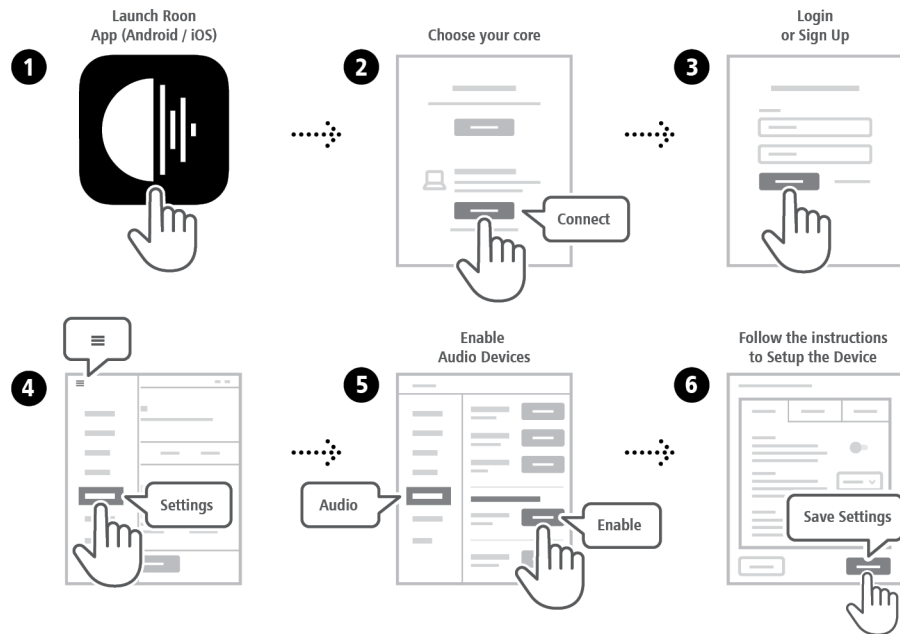 Launch Roon
App (Android / iOS)
1
Choose your core
2
Connect
Login
or Sign Up
3
4
Settings
Enable
Audio Devices
5
Audio
Enable
Follow the instructions
to Setup the Device
6
Save Settings